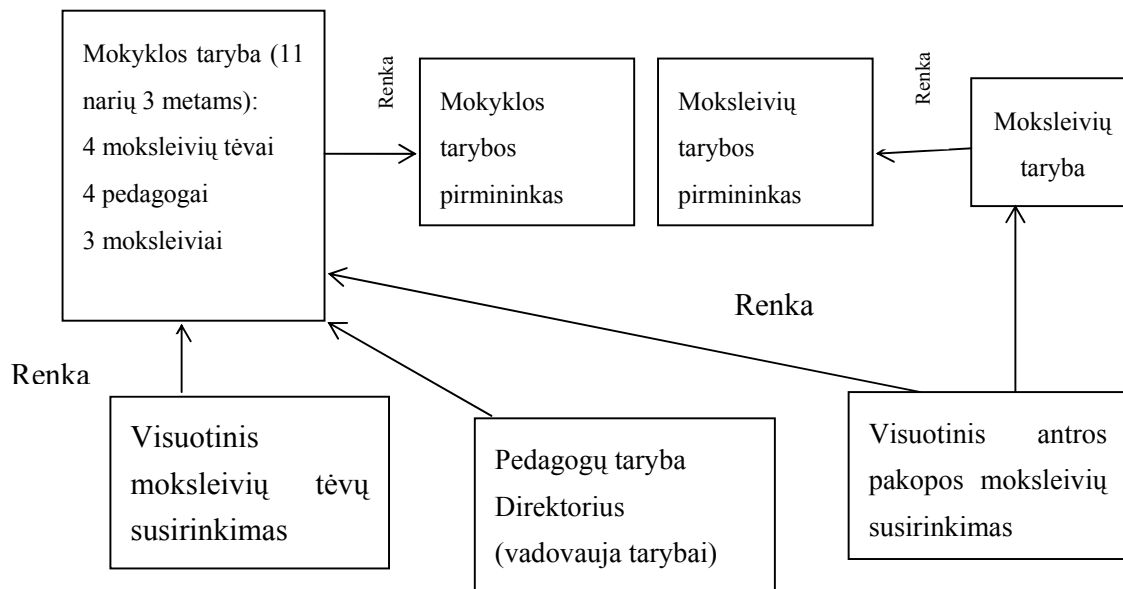 Mokyklos taryba (11
narių 3 metams):
4 moksleivių tėvai
4 pedagogai
3 moksleiviai
Renka
Mokyklos
tarybos
pirmininkas
Moksleivių
tarybos
pirmininkas
Renka
Moksleivių
taryba
Renka
Renka
Visuotinis
moksleivių tėvų
susirinkimas
Pedagogų taryba
Direktorius
(vadovauja tarybai)
Visuotinis antros
pakopos moksleivių
susirinkimas